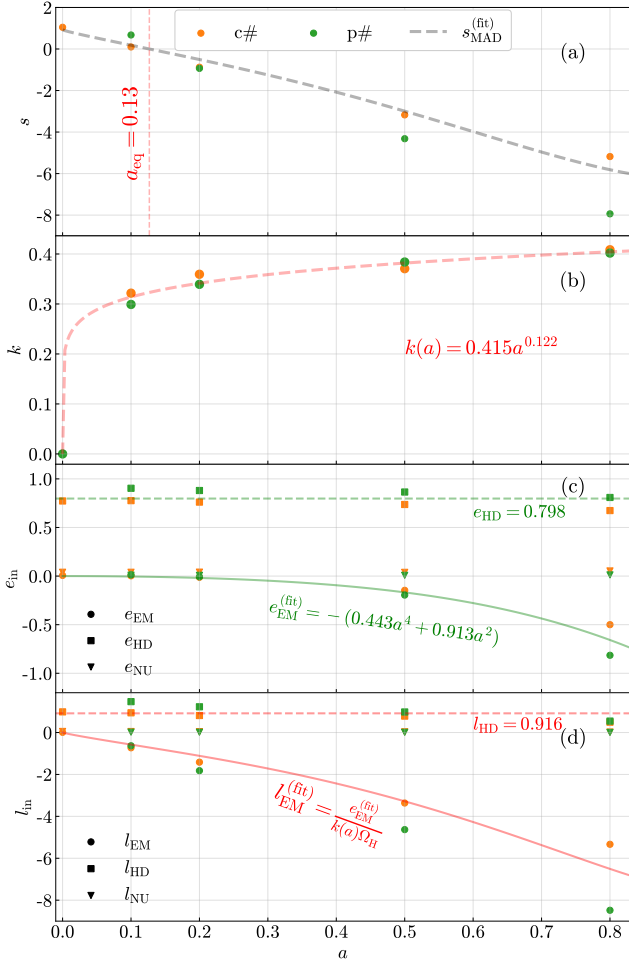 c# p# s_MAD^(fit)
(a)
2
0
-2
-4
-6
-8
s
a_eq = 0.13
0.4
0.3
0.2
0.1
0.0
k
(b)
k(a) = 0.415a^0.122
1.0
0.5
0.0
-0.5
-1.0
e_in
(c)
e_HD = 0.798
e_EM^(fit) = −(0.443a^4 + 0.913a^2)
e_EM
e_HD
e_NU
0
-2
-4
-6
-8
l_in
l_HD = 0.916
(d)
l_EM^(fit) = e_EM^(fit) / k(a)Ω_H
l_EM
l_HD
l_NU
0.0 0.1 0.2 0.3 0.4 0.5 0.6 0.7 0.8
a